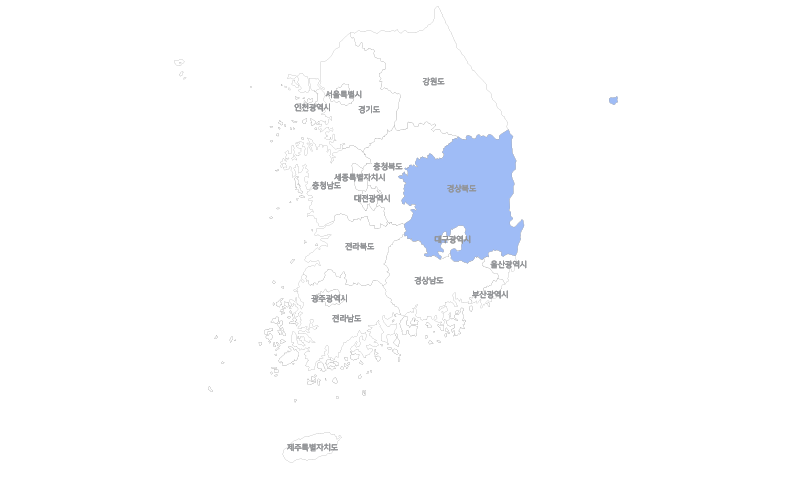 강원도
서울특별시
인천광역시
경기도
충청북도
세종특별자치시
충청남도
경상북도
대전광역시
대구광역시
전라북도
울산광역시
경상남도
부산광역시
광주광역시
전라남도
제주특별자치도